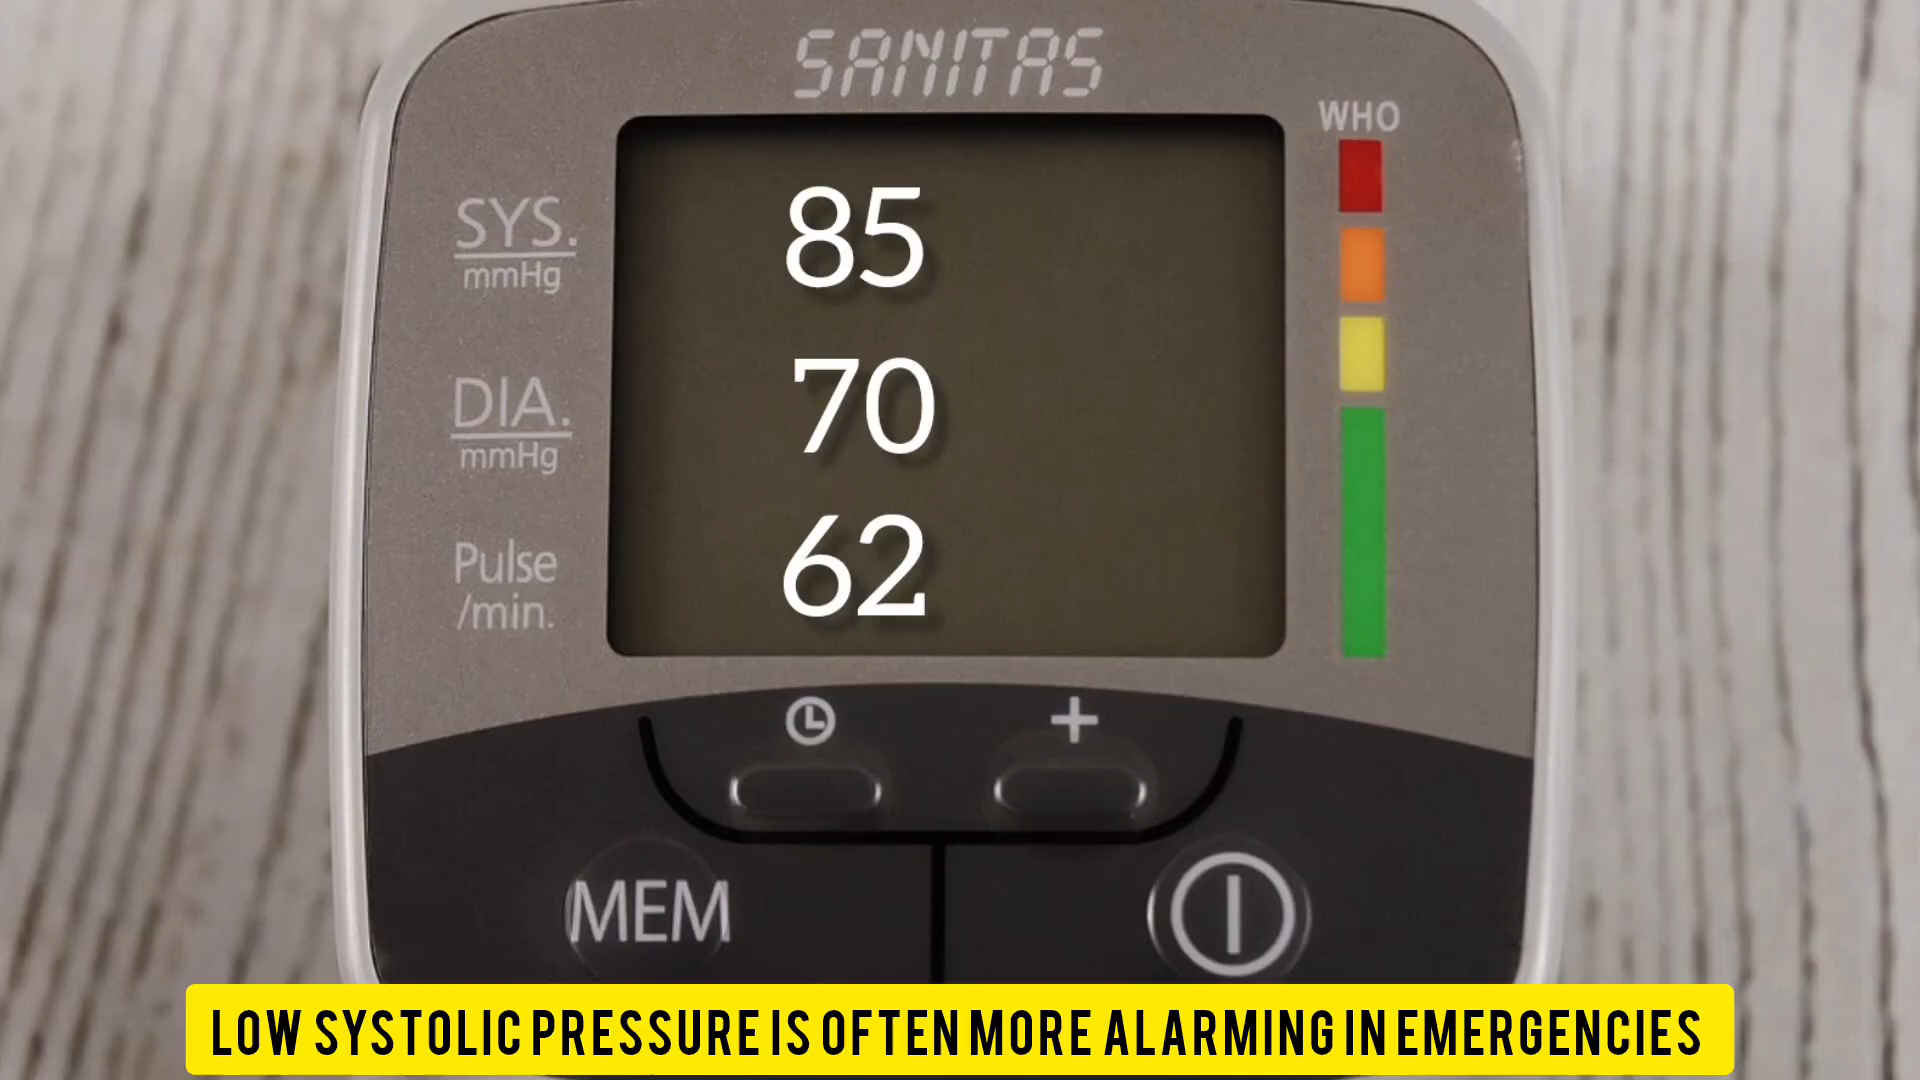 SANITAS
WHO
SYS.
mmHg
85
DIA.
mmHg
70
Pulse
/min.
62
+
MEM
LOW SYSTOLIC PRESSURE IS OFTEN MORE ALARMING IN EMERGENCIES